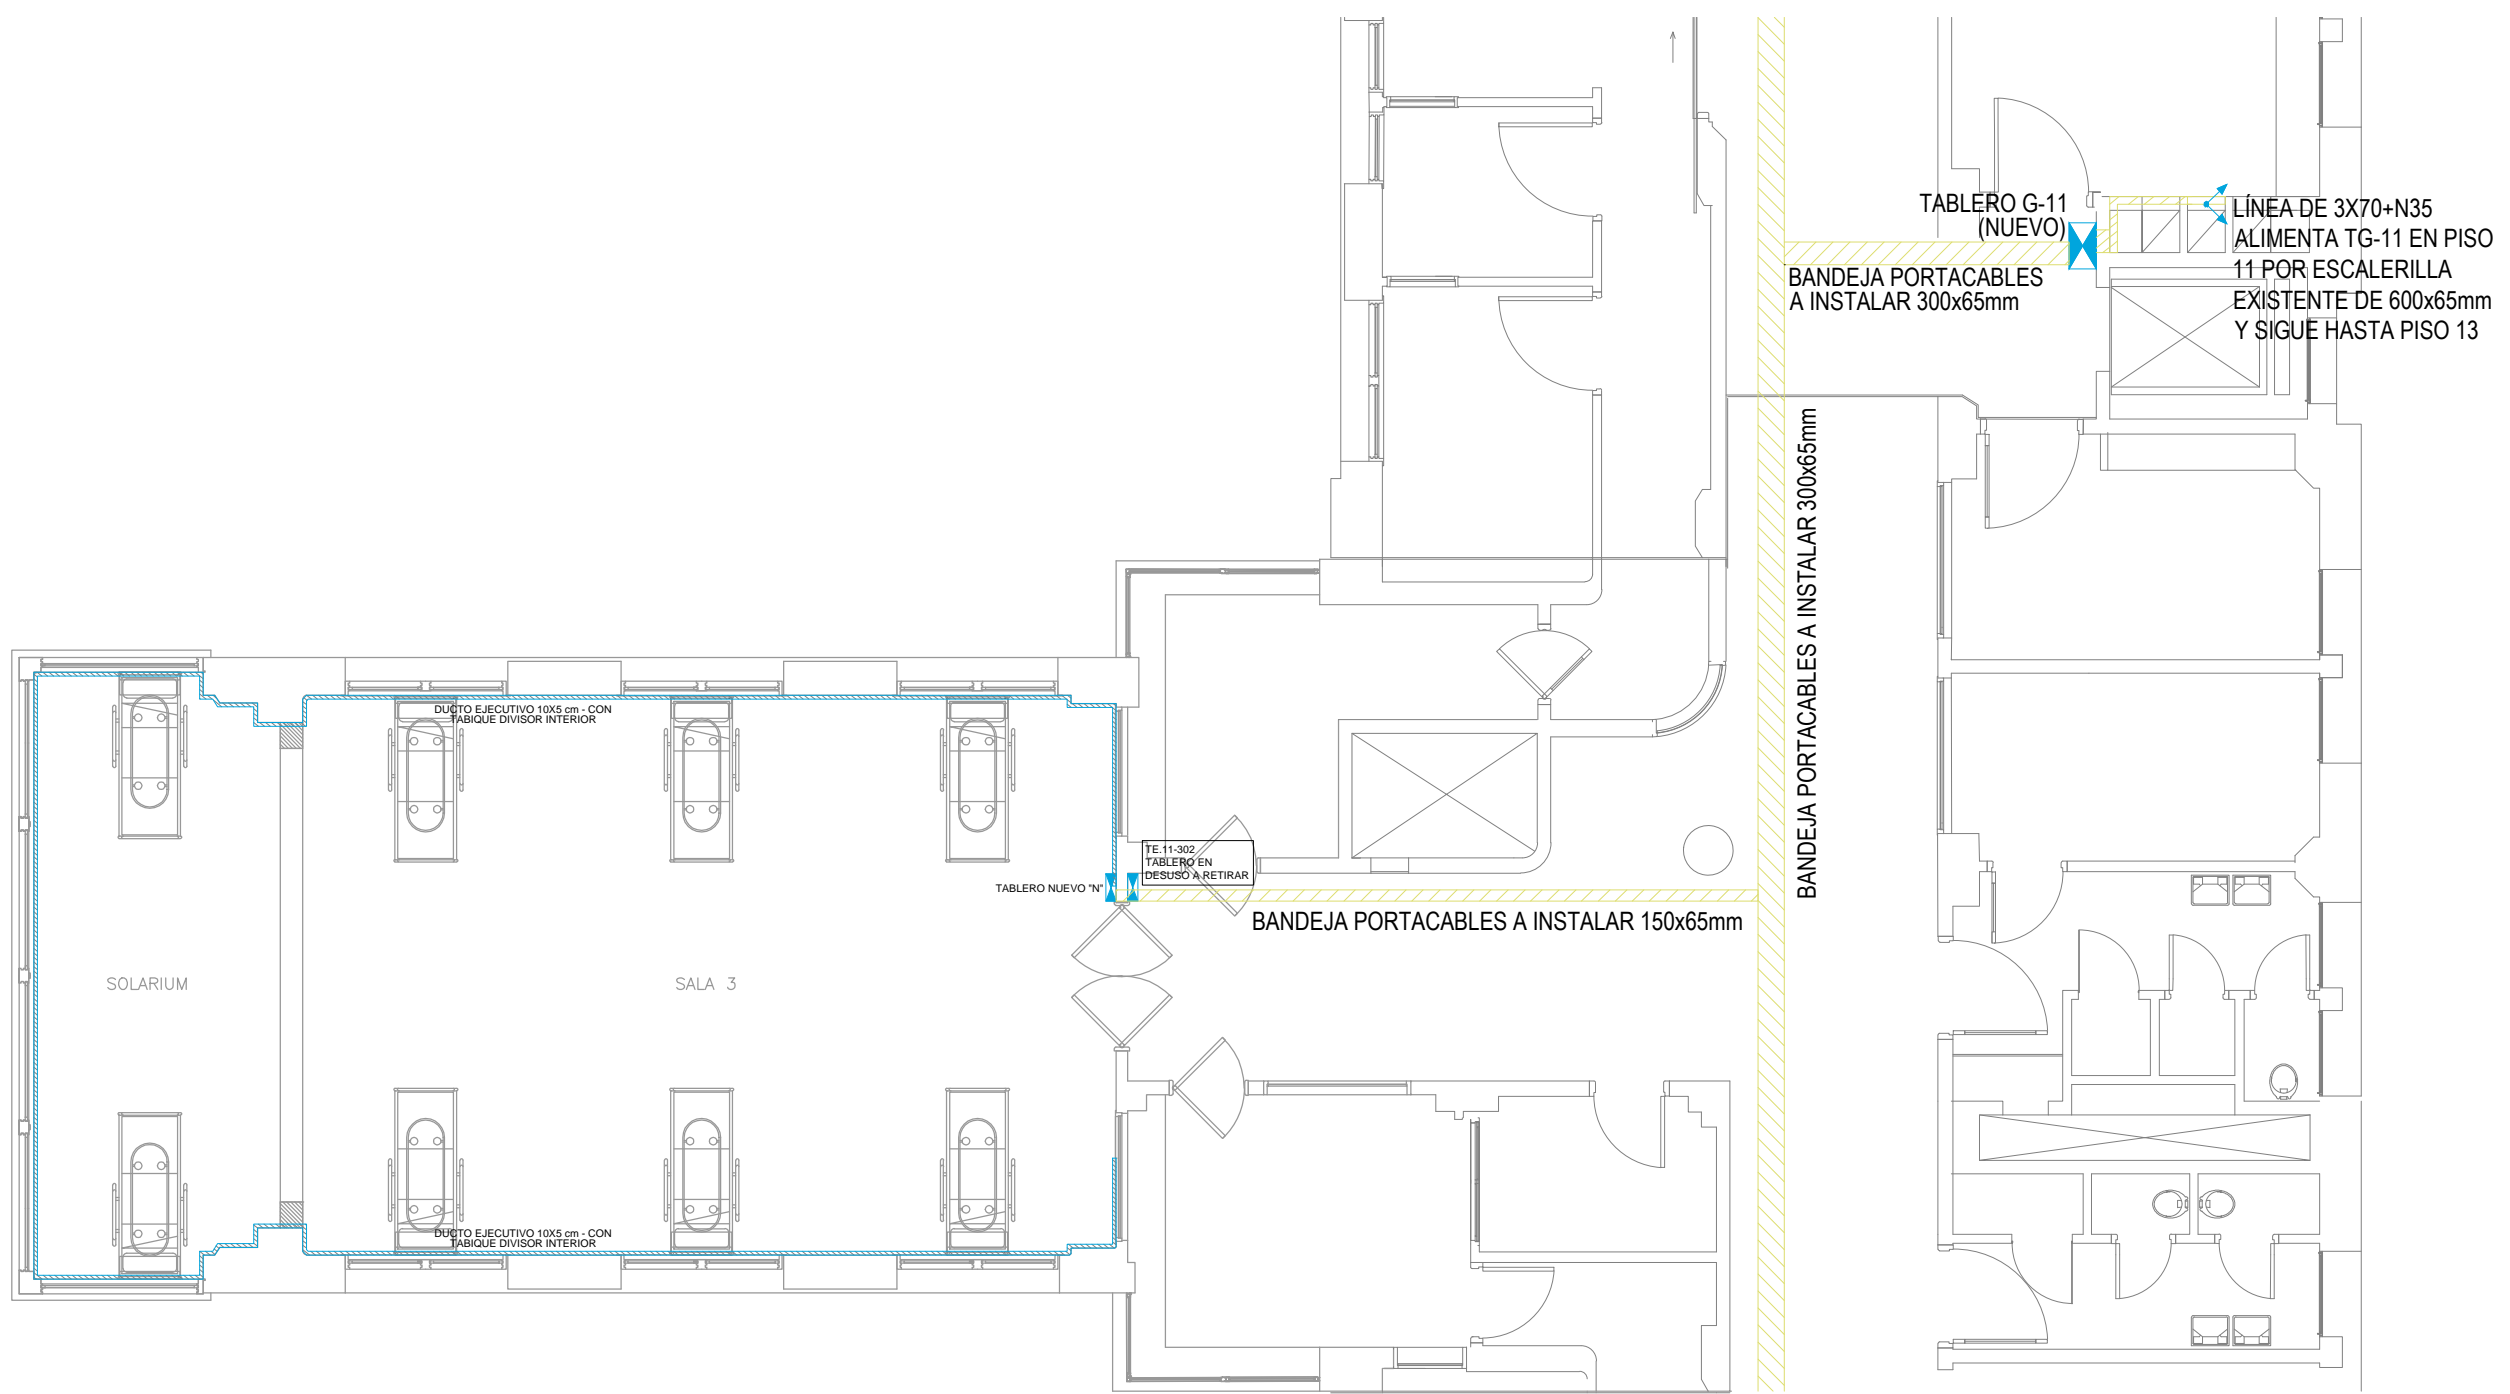 TABLERO G-11
(NUEVO)
LÍNEA DE 3X70+N35
ALIMENTA TG-11 EN PISO
11 POR ESCALERILLA
EXISTENTE DE 600x65mm
Y SIGUE HASTA PISO 13
BANDEJA PORTACABLES
A INSTALAR 300x65mm
BANDEJA PORTACABLES A INSTALAR 300x65mm
DUCTO EJECUTIVO 10X5 cm - CON
TABIQUE DIVISOR INTERIOR
TE.11-302
TABLERO EN
DESUSO A RETIRAR
TABLERO NUEVO "N"
BANDEJA PORTACABLES A INSTALAR 150x65mm
SOLARIUM
SALA 3
DUCTO EJECUTIVO 10X5 cm - CON
TABIQUE DIVISOR INTERIOR